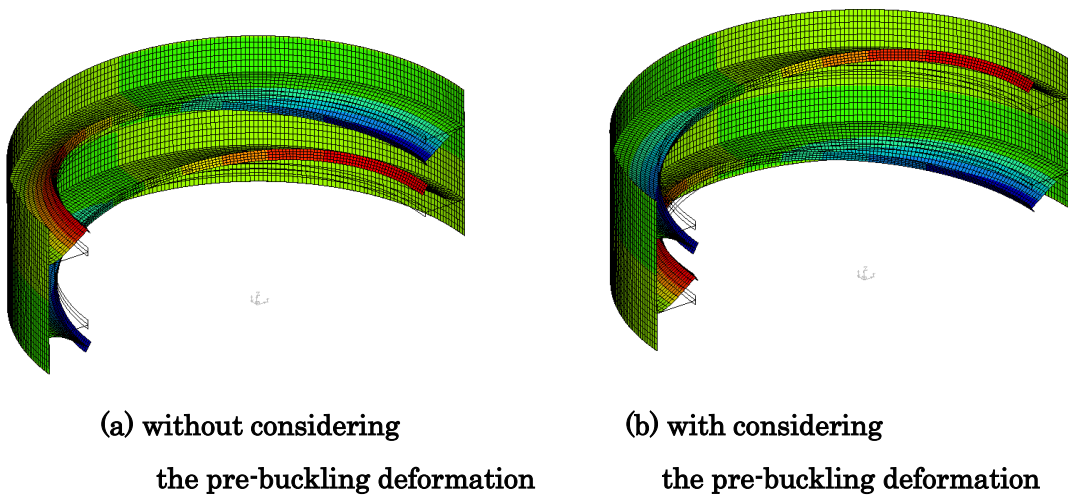 (a) without considering
the pre-buckling deformation
(b) with considering
the pre-buckling deformation